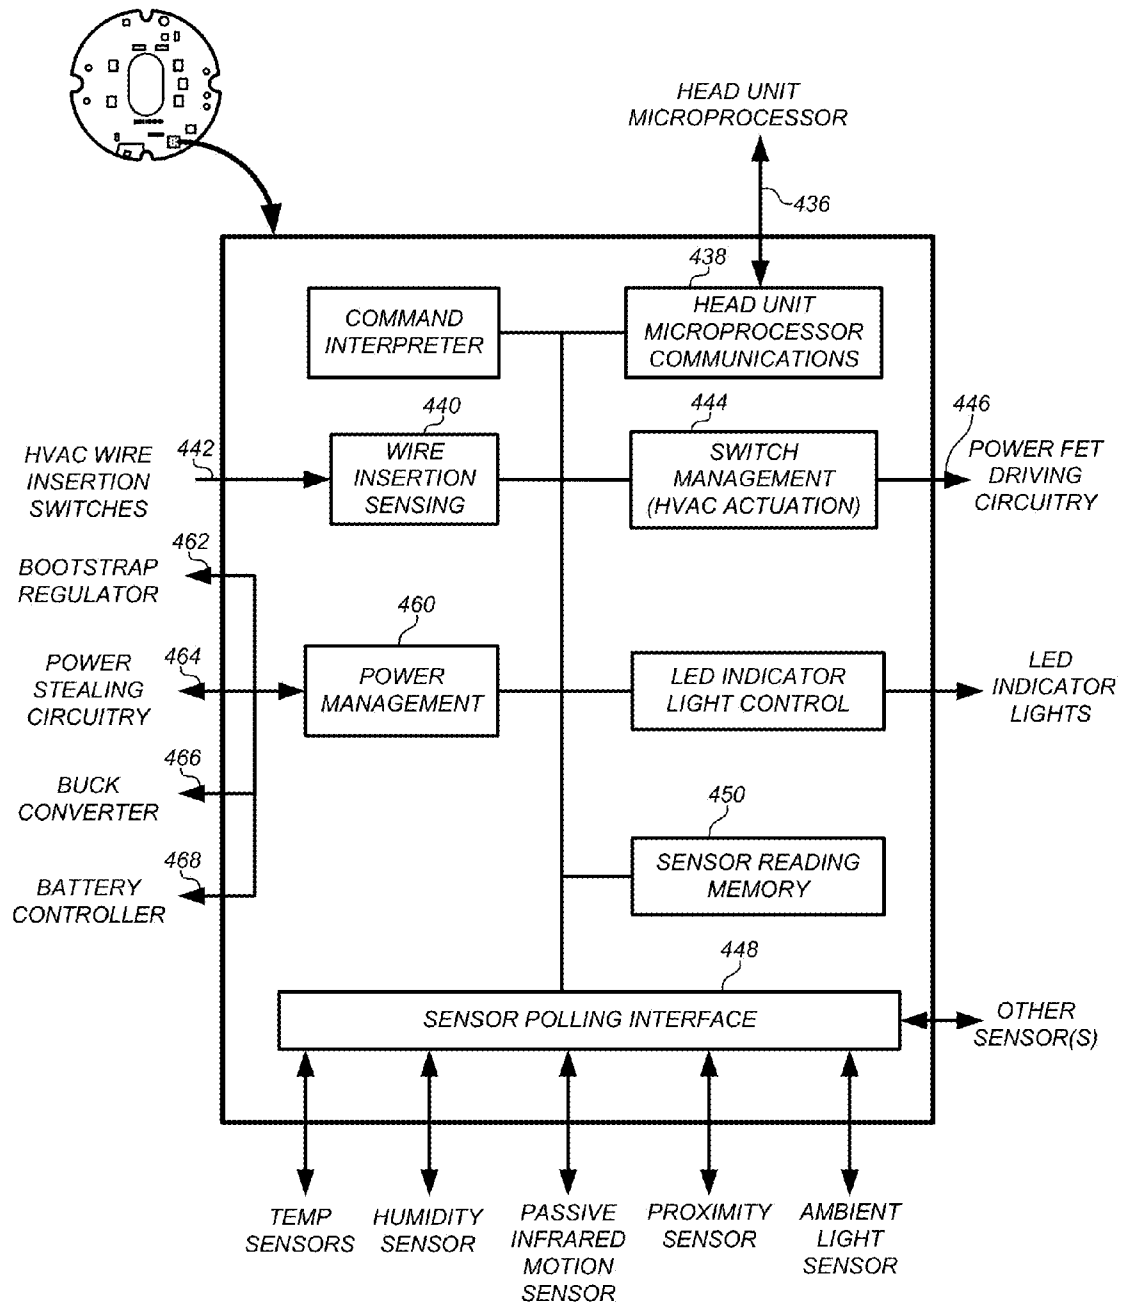 HEAD UNIT
MICROPROCESSOR
436
438
COMMAND
INTERPRETER
HEAD UNIT
MICROPROCESSOR
COMMUNICATIONS
HVAC WIRE
INSERTION
SWITCHES
442
440
WIRE
INSERTION
SENSING
444
SWITCH
MANAGEMENT
(HVAC ACTUATION)
446
POWER FET
DRIVING
CIRCUITRY
462
BOOTSTRAP
REGULATOR
464
POWER
STEALING
CIRCUITRY
460
POWER
MANAGEMENT
LED INDICATOR
LIGHT CONTROL
LED
INDICATOR
LIGHTS
466
BUCK
CONVERTER
450
SENSOR READING
MEMORY
468
BATTERY
CONTROLLER
448
SENSOR POLLING INTERFACE
OTHER
SENSOR(S)
TEMP
SENSORS
HUMIDITY
SENSOR
PASSIVE
INFRARED
MOTION
SENSOR
PROXIMITY
SENSOR
AMBIENT
LIGHT
SENSOR